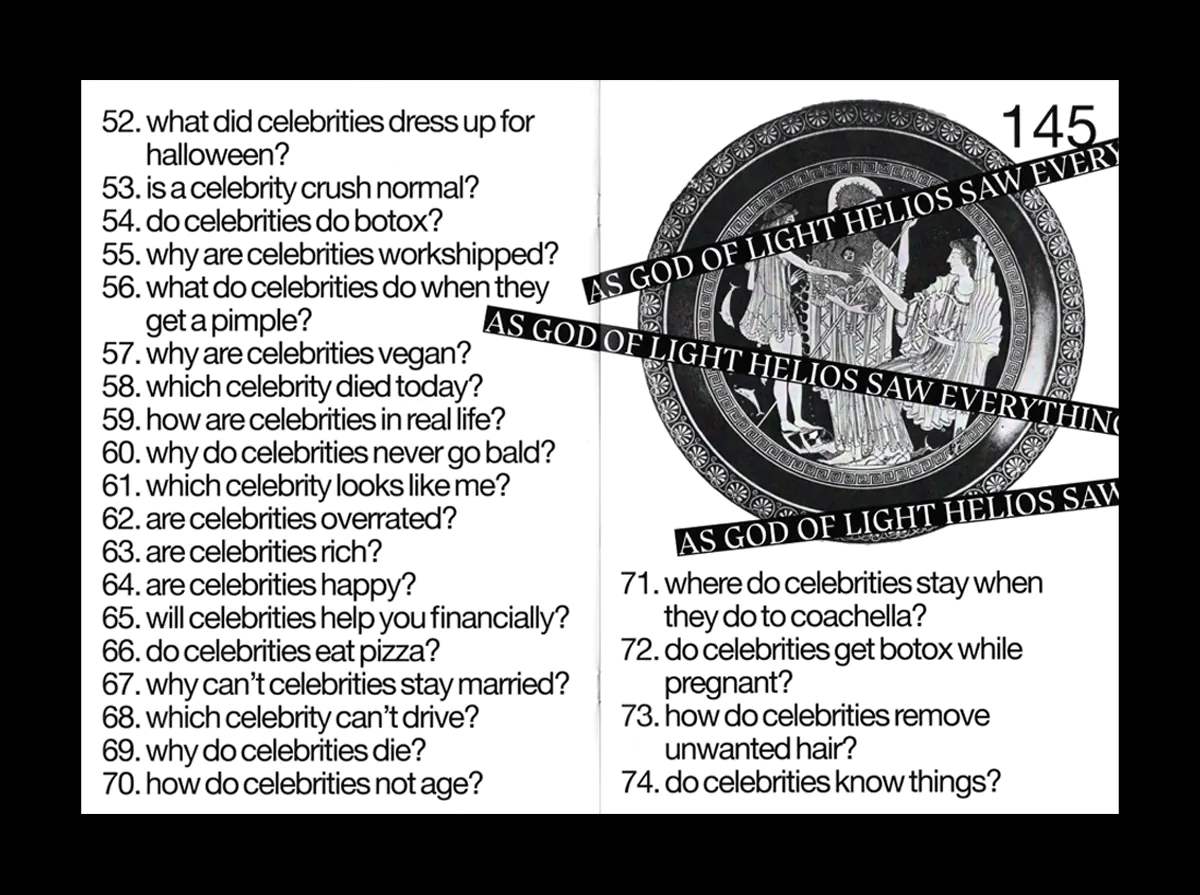 52. what did celebrities dress up for
halloween?
53. is a celebrity crush normal?
54. do celebrities do botox?
55. why are celebrities workshipped?
56. what do celebrities do when they
get a pimple?
57. why are celebrities vegan?
58. which celebrity died today?
59. how are celebrities in real life?
60. why do celebrities never go bald?
61. which celebrity looks like me?
62. are celebrities overrated?
63. are celebrities rich?
64. are celebrities happy?
65. will celebrities help you financially?
66. do celebrities eat pizza?
67. why can’t celebrities stay married?
68. which celebrity can’t drive?
69. why do celebrities die?
70. how do celebrities not age?
145
AS GOD OF LIGHT HELIOS SAW EVERY
AS GOD OF LIGHT HELIOS SAW EVERYTHING
AS GOD OF LIGHT HELIOS SAW
71. where do celebrities stay when
they do to coachella?
72. do celebrities get botox while
pregnant?
73. how do celebrities remove
unwanted hair?
74. do celebrities know things?